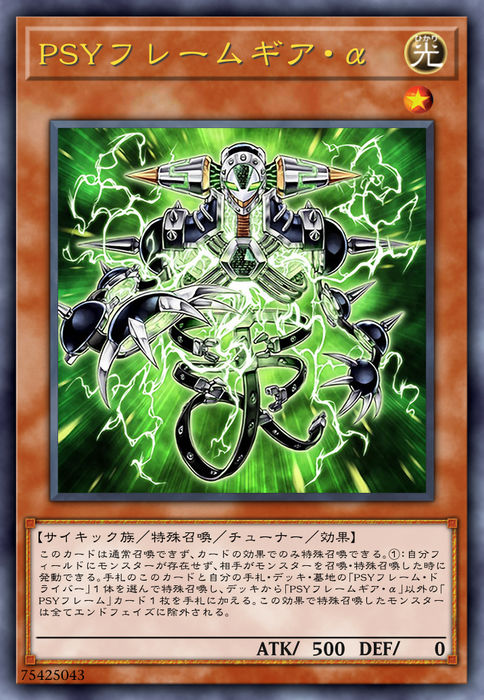 PSYフレームギア・α
光
ひかり
【サイキック族／特殊召喚／チューナー／効果】
このカードは通常召喚できず、カードの効果でのみ特殊召喚できる。①：自分フ
ィールドにモンスターが存在せず、相手がモンスターを召喚・特殊召喚した時に
発動できる。手札のこのカードと自分の手札・デッキ・墓地の「PSYフレーム・ド
ライバー」１体を選んで特殊召喚し、デッキから「PSYフレームギア・α」以外の「
PSYフレーム」カード１枚を手札に加える。この効果で特殊召喚したモンスター
は全てエンドフェイズに除外される。
ATK/ 500 DEF/ 0
75425043